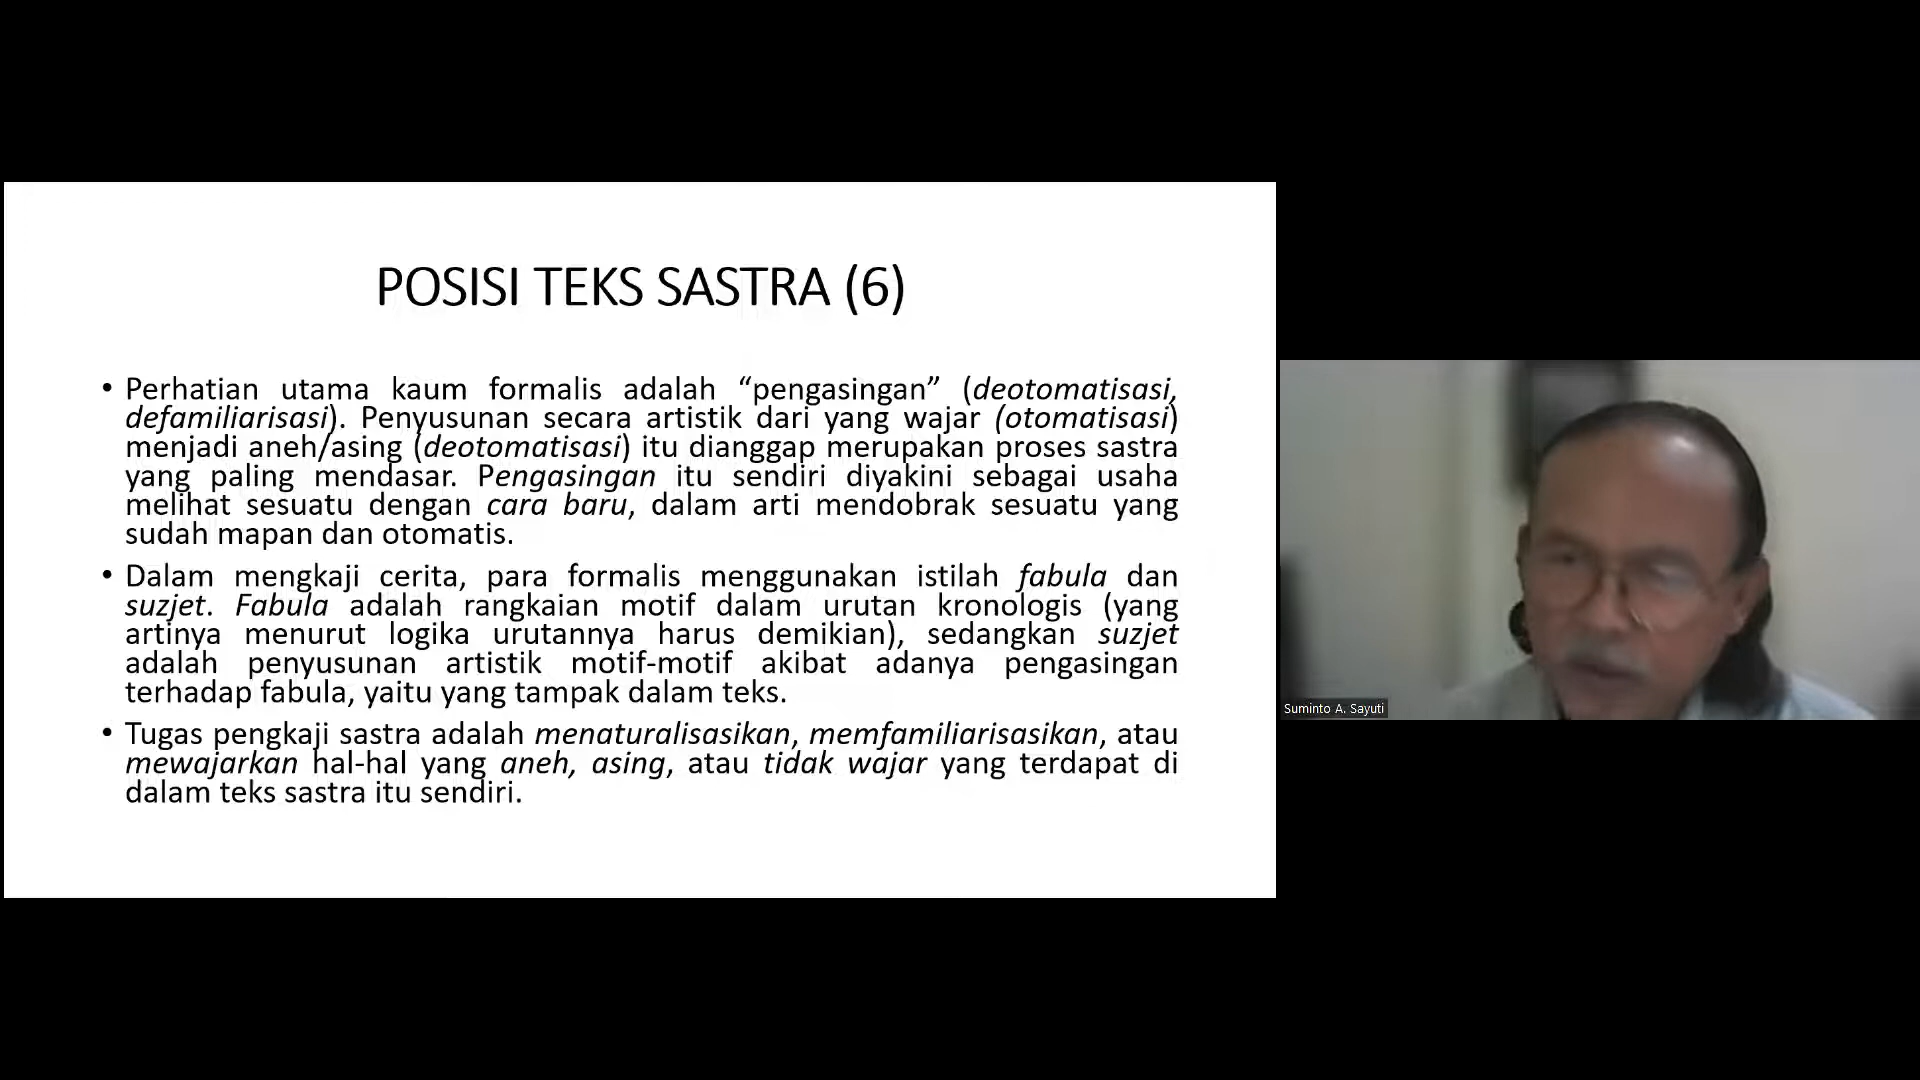 POSISI TEKS SASTRA (6)
• Perhatian utama kaum formalis adalah “pengasingan” (deotomatisasi,
defamiliarisasi). Penyusunan secara artistik dari yang wajar (otomatisasi)
menjadi aneh/asing (deotomatisasi) itu dianggap merupakan proses sastra
yang paling mendasar. Pengasingan itu sendiri diyakini sebagai usaha
melihat sesuatu dengan cara baru, dalam arti mendobrak sesuatu yang
sudah mapan dan otomatis.
• Dalam mengkaji cerita, para formalis menggunakan istilah fabula dan
suzjet. Fabula adalah rangkaian motif dalam urutan kronologis (yang
artinya menurut logika urutannya harus demikian), sedangkan suzjet
adalah penyusunan artistik motif-motif akibat adanya pengasingan
terhadap fabula, yaitu yang tampak dalam teks.
• Tugas pengkaji sastra adalah menaturalisasikan, memfamiliarisasikan, atau
mewajarkan hal-hal yang aneh, asing, atau tidak wajar yang terdapat di
dalam teks sastra itu sendiri.
Suminto A. Sayuti